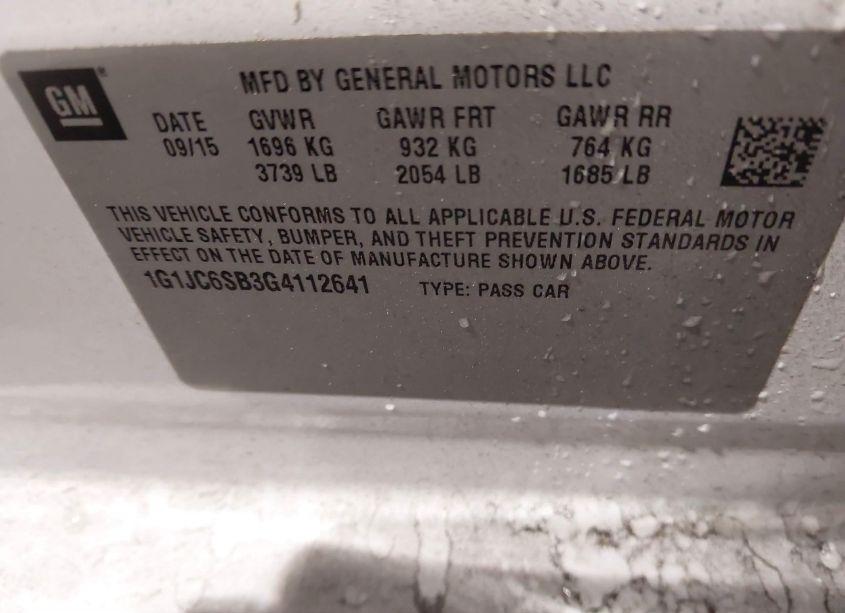 GM
MFD BY GENERAL MOTORS LLC
DATE GVWR GAWR FRT GAWR RR
09/15 1696 KG 932 KG 764 KG
3739 LB 2054 LB 1685 LB
THIS VEHICLE CONFORMS TO ALL APPLICABLE U.S. FEDERAL MOTOR
VEHICLE SAFETY, BUMPER, AND THEFT PREVENTION STANDARDS IN
EFFECT ON THE DATE OF MANUFACTURE SHOWN ABOVE.
1G1JC6SB3G4112641 TYPE: PASS CAR